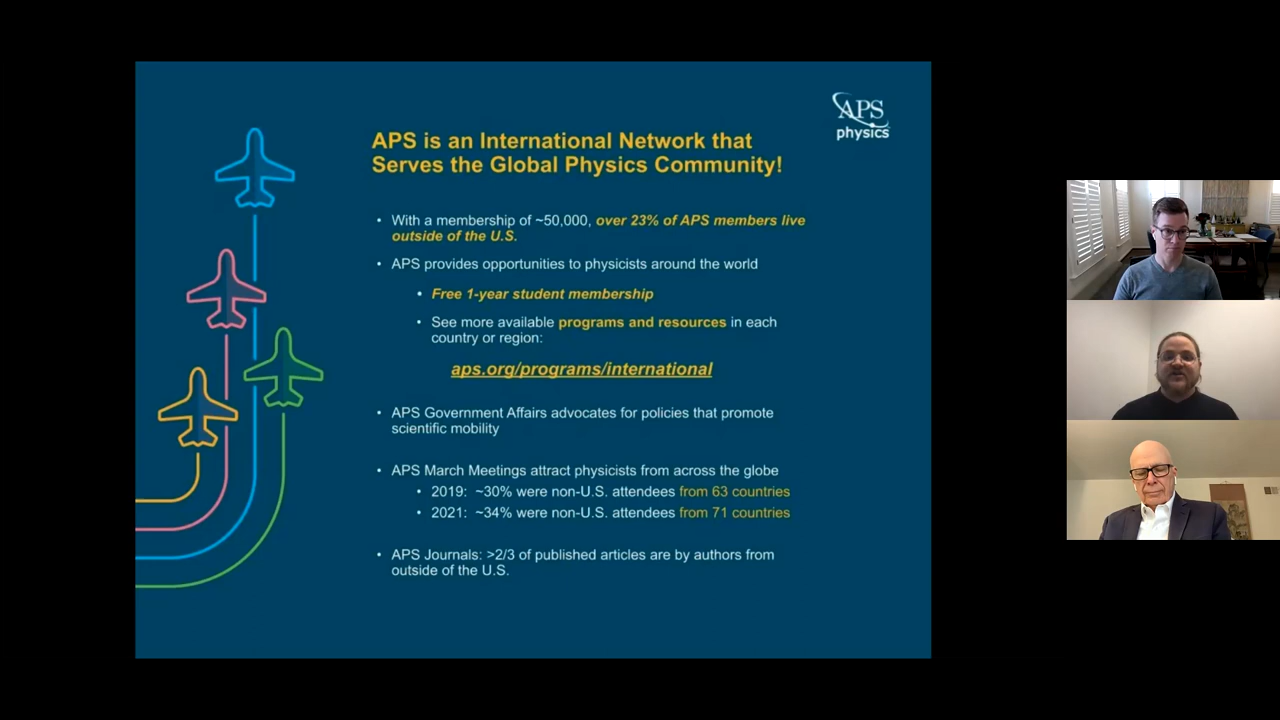 APS
physics
APS is an International Network that
Serves the Global Physics Community!
• With a membership of ~50,000, over 23% of APS members live
outside of the U.S.
• APS provides opportunities to physicists around the world
• Free 1-year student membership
• See more available programs and resources in each
country or region:
aps.org/programs/international
• APS Government Affairs advocates for policies that promote
scientific mobility
• APS March Meetings attract physicists from across the globe
• 2019: ~30% were non-U.S. attendees from 63 countries
• 2021: ~34% were non-U.S. attendees from 71 countries
• APS Journals: >2/3 of published articles are by authors from
outside of the U.S.